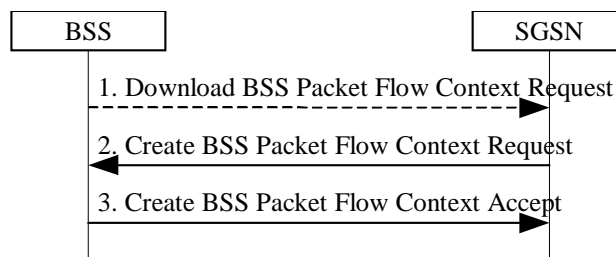 BSS
SGSN
1. Download BSS Packet Flow Context Request
2. Create BSS Packet Flow Context Request
3. Create BSS Packet Flow Context Accept